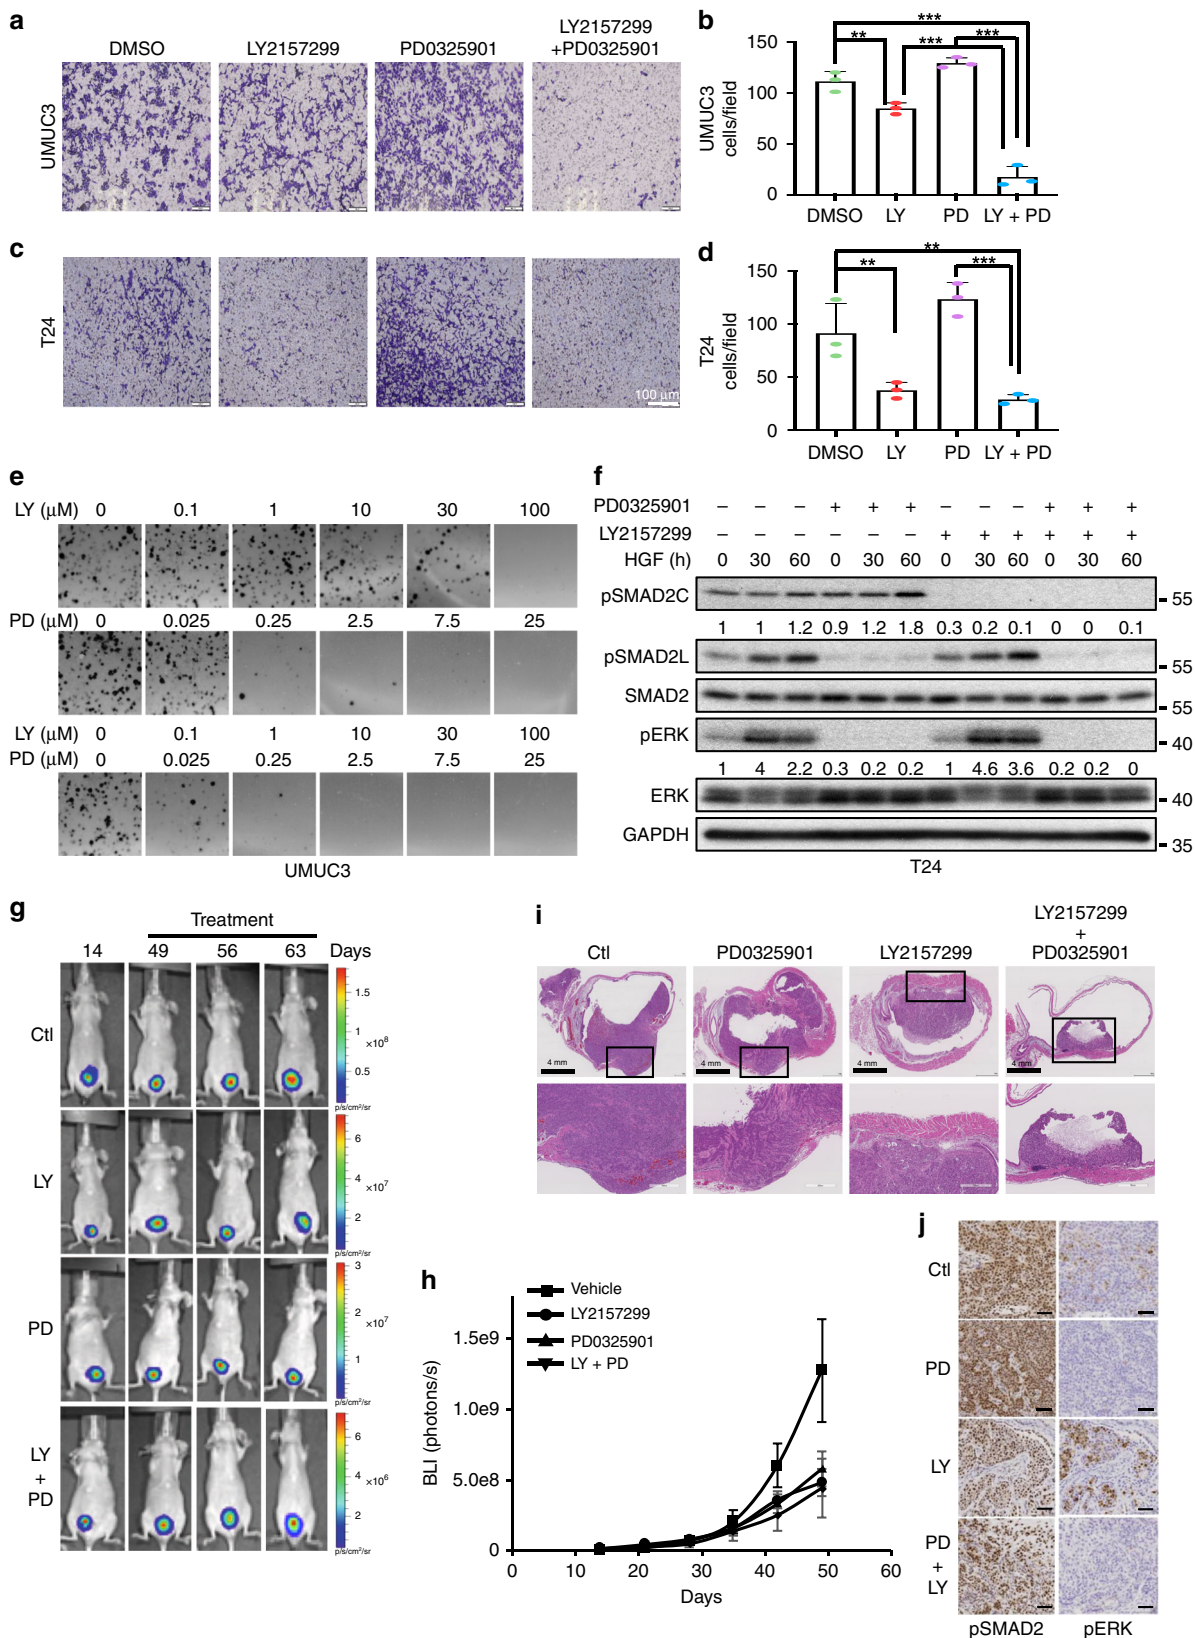 a
DMSO LY2157299 PD0325901 LY2157299
+PD0325901
UMUC3
b
*** ** *** ***
150
100
50
0
UMUC3
cells/field
DMSO LY PD LY + PD
c
T24
100 μm
d
** ** ***
150
100
50
0
T24
cells/field
DMSO LY PD LY + PD
e
LY (μM) 0 0.1 1 10 30 100
PD (μM) 0 0.025 0.25 2.5 7.5 25
LY (μM) 0 0.1 1 10 30 100
PD (μM) 0 0.025 0.25 2.5 7.5 25
UMUC3
f
PD0325901 – – – + + + – – – + + +
LY2157299 – – – – – – + + + + + +
HGF (h) 0 30 60 0 30 60 0 30 60 0 30 60
pSMAD2C 55
1 1 1.2 0.9 1.2 1.8 0.3 0.2 0.1 0 0 0.1
pSMAD2L 55
SMAD2 55
pERK 40
1 4 2.2 0.3 0.2 0.2 1 4.6 3.6 0.2 0.2 0
ERK 40
GAPDH 35
T24
g
Treatment
14 49 56 63 Days
Ctl
1.5
1.0
×10⁸
0.5
p/s/cm²/sr
LY
6
4
×10⁷
2
p/s/cm²/sr
PD
3
2
×10⁷
1
p/s/cm²/sr
LY
+
PD
6
4
×10⁶
2
p/s/cm²/sr
h
Vehicle
LY2157299
PD0325901
LY + PD
1.5e9
1.0e9
5.0e8
0
BLI (photons/s)
0 10 20 30 40 50 60
Days
i
Ctl PD0325901 LY2157299 LY2157299
+
PD0325901
4 mm 4 mm 4 mm 4 mm
j
Ctl
PD
LY
PD
+
LY
pSMAD2 pERK